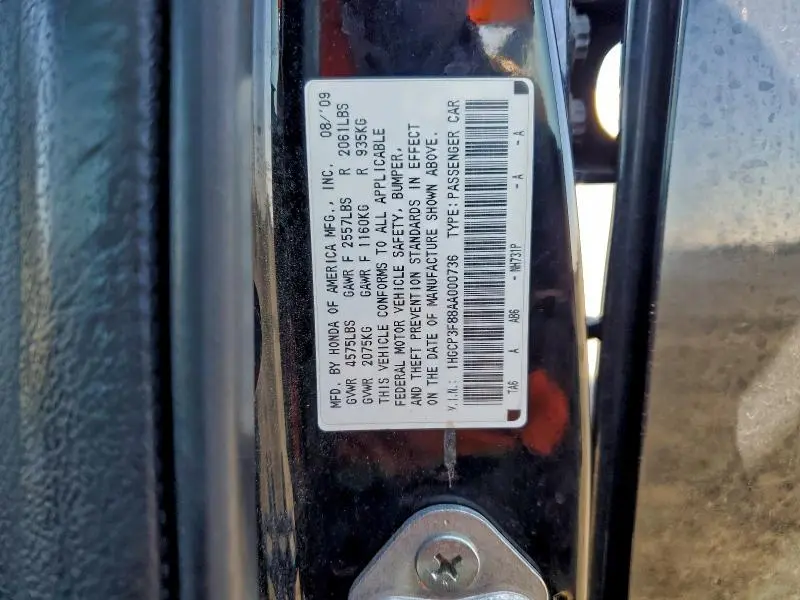 MFD. BY HONDA OF AMERICA MFG., INC. 08/'09
GVWR 4575LBS GAWR F 2557LBS R 2061LBS
GVWR 2075KG GAWR F 1160KG R 935KG
THIS VEHICLE CONFORMS TO ALL APPLICABLE
FEDERAL MOTOR VEHICLE SAFETY, BUMPER,
AND THEFT PREVENTION STANDARDS IN EFFECT
ON THE DATE OF MANUFACTURE SHOWN ABOVE.
V.I.N.: 1HGCP3F88AA000736 TYPE: PASSENGER CAR
TA6 A AB6 - NH731P - A - A